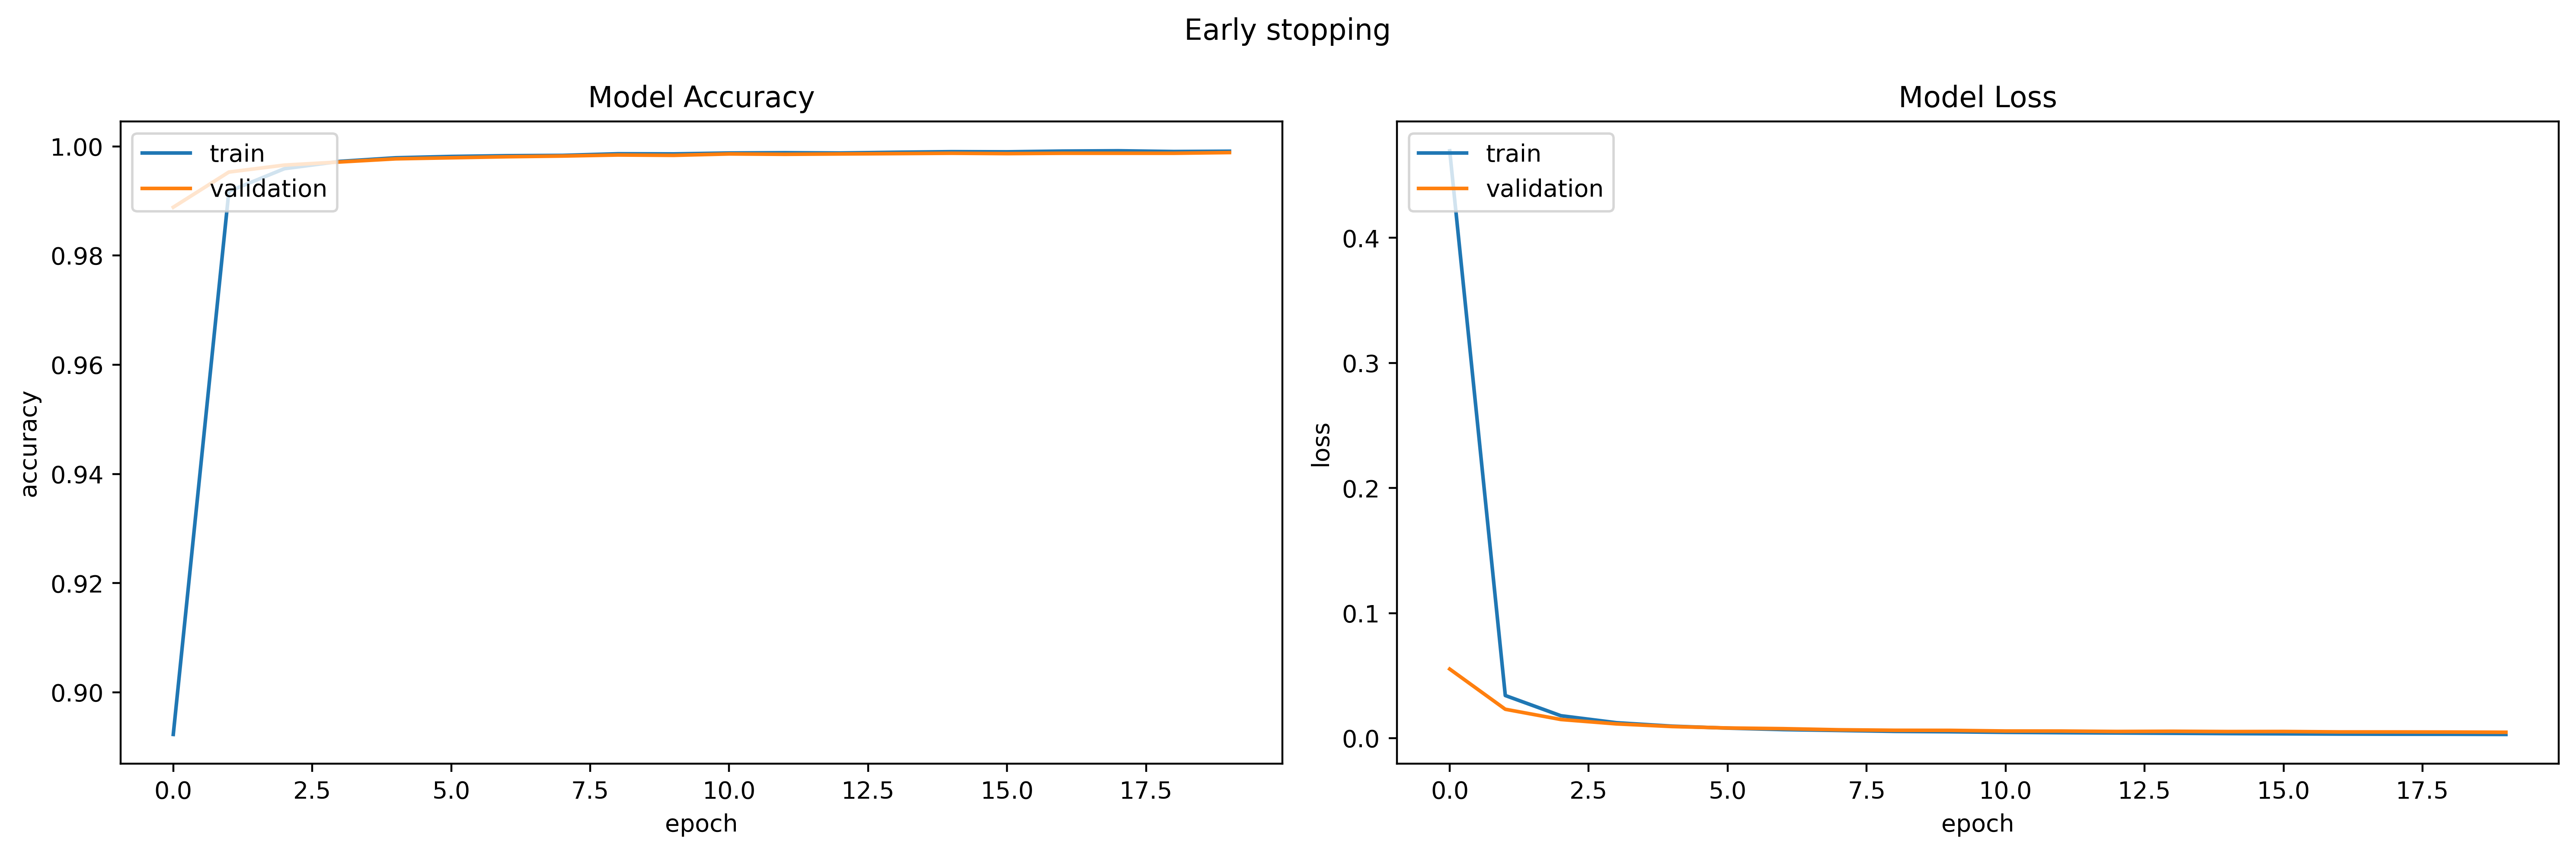 Early stopping
Model Accuracy
train
validation
1.00
0.98
0.96
0.94
0.92
0.90
accuracy
0.0 2.5 5.0 7.5 10.0 12.5 15.0 17.5
epoch
Model Loss
train
validation
0.4
0.3
0.2
0.1
0.0
loss
0.0 2.5 5.0 7.5 10.0 12.5 15.0 17.5
epoch